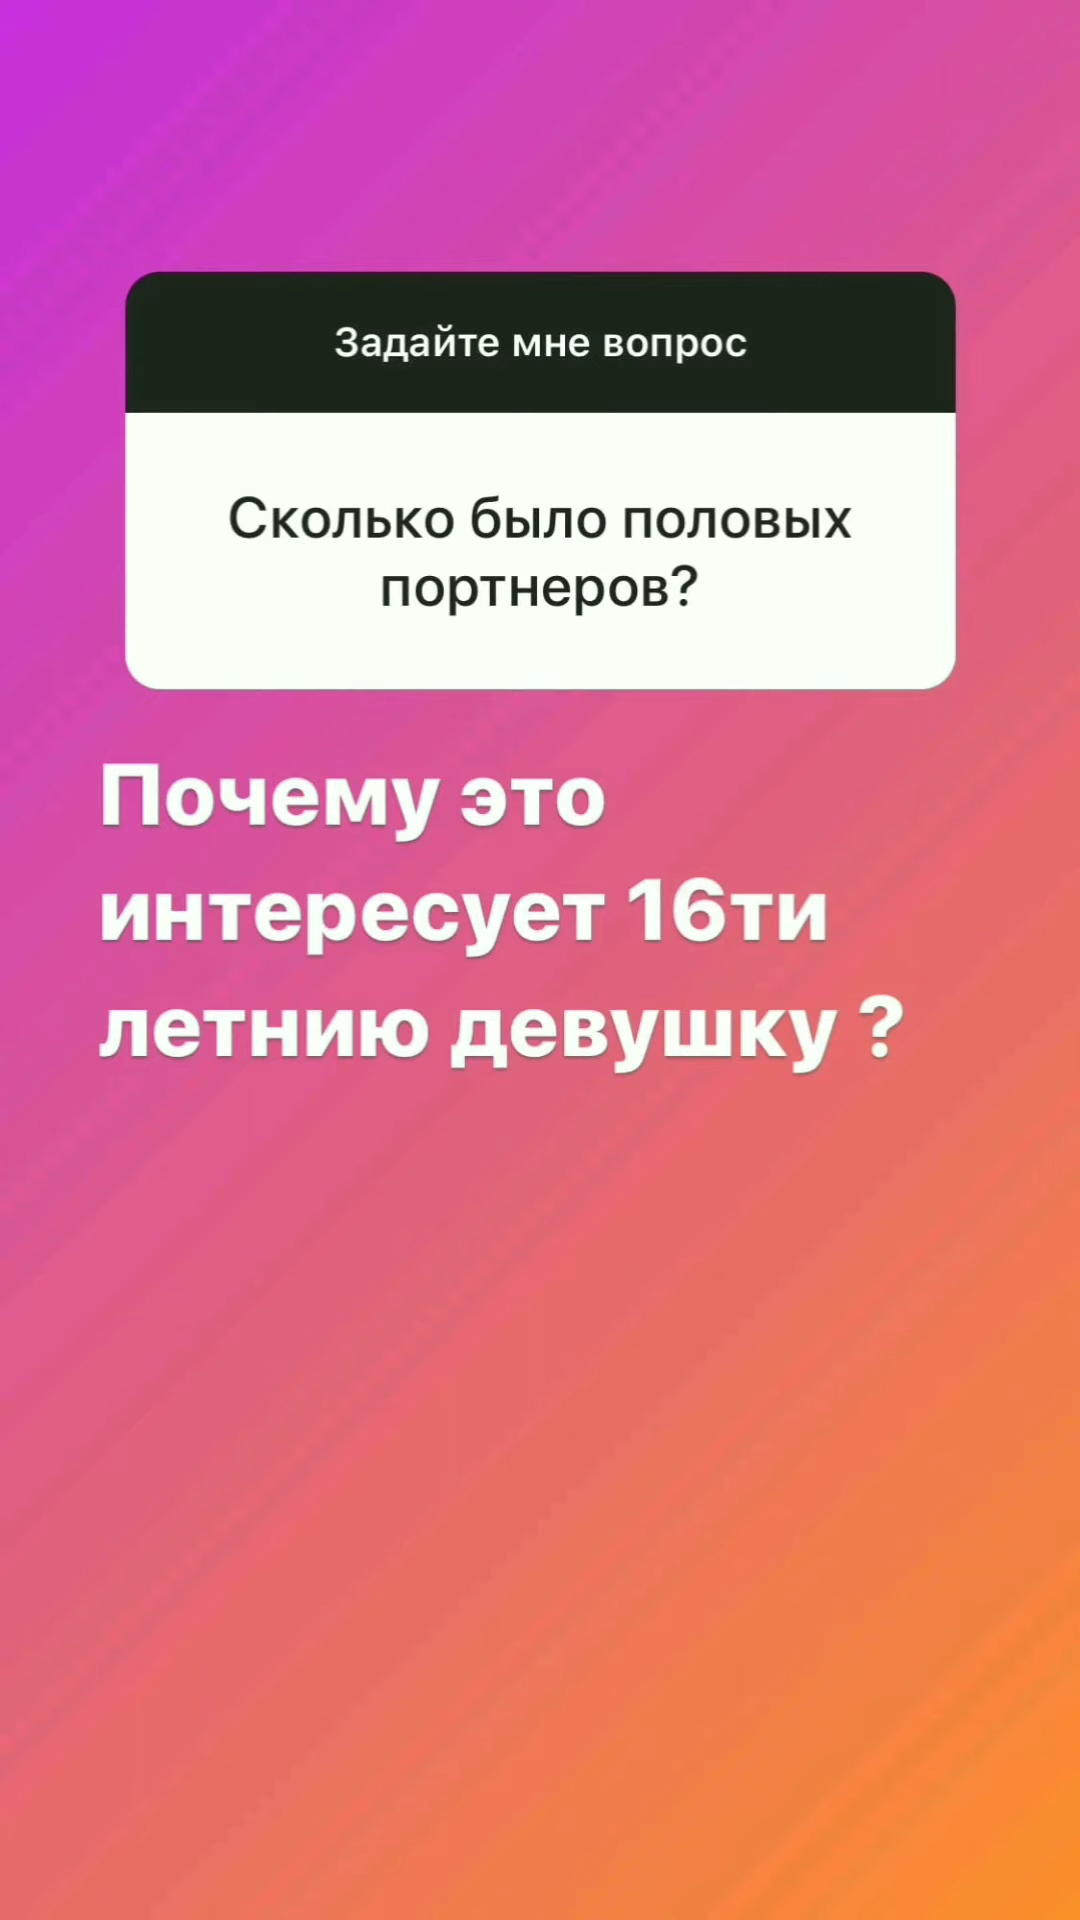 Задайте мне вопрос
Сколько было половых
портнеров?
Почему это
интересует 16ти
летнию девушку ?